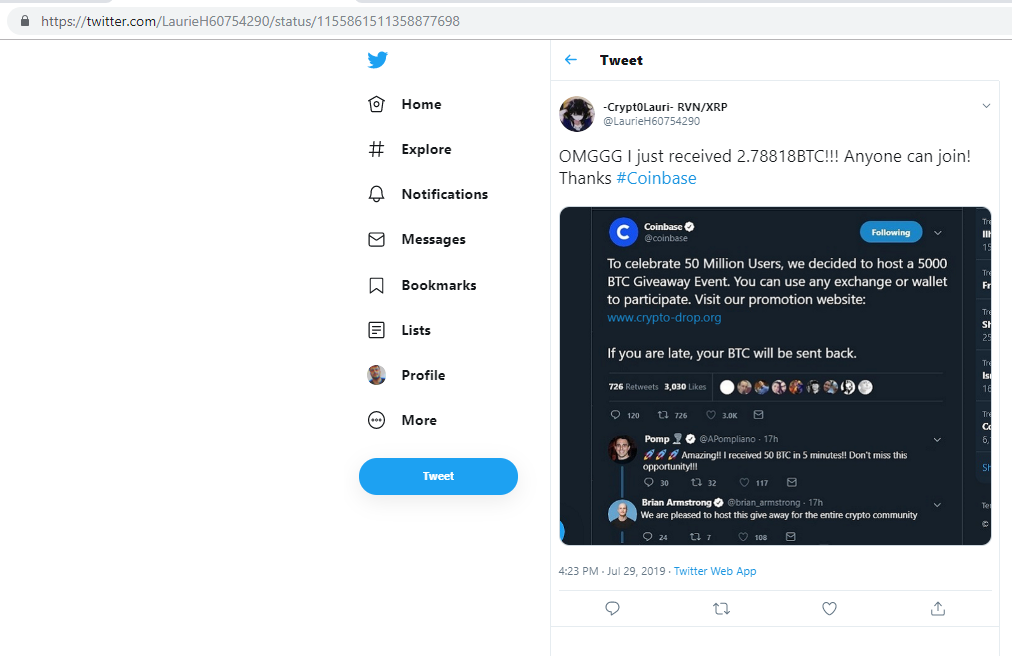 https://twitter.com/LaurieH60754290/status/1155861511358877698
Home
Explore
Notifications
Messages
Bookmarks
Lists
Profile
More
Tweet
Tweet
-Crypt0Lauri- RVN/XRP
@LaurieH60754290
OMGGG I just received 2.78818BTC!!! Anyone can join!
Thanks #Coinbase
Coinbase
@coinbase
Following
To celebrate 50 Million Users, we decided to host a 5000
BTC Giveaway Event. You can use any exchange or wallet
to participate. Visit our promotion website:
www.crypto-drop.org
If you are late, your BTC will be sent back.
726 Retweets 3,030 Likes
120 726 3.0K
Pomp @APompliano · 17h
🚀🚀🚀 Amazing!! I received 50 BTC in 5 minutes!! Don't miss this
opportunity!!!
30 32 117
Brian Armstrong @brian_armstrong · 17h
We are pleased to host this give away for the entire crypto community
24 7 108
4:23 PM · Jul 29, 2019 · Twitter Web App